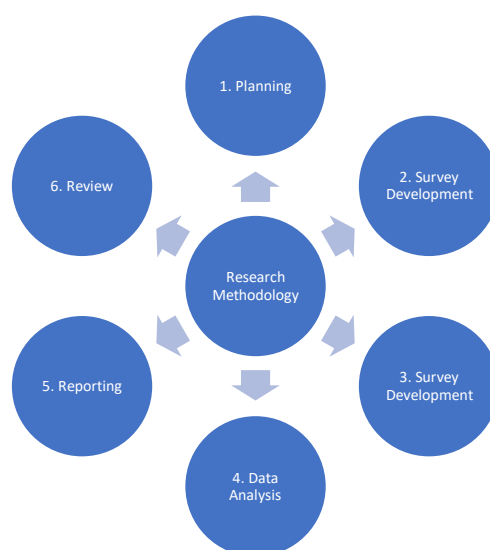 1. Planning
2. Survey
Development
3. Survey
Development
4. Data
Analysis
5. Reporting
6. Review
Research
Methodology